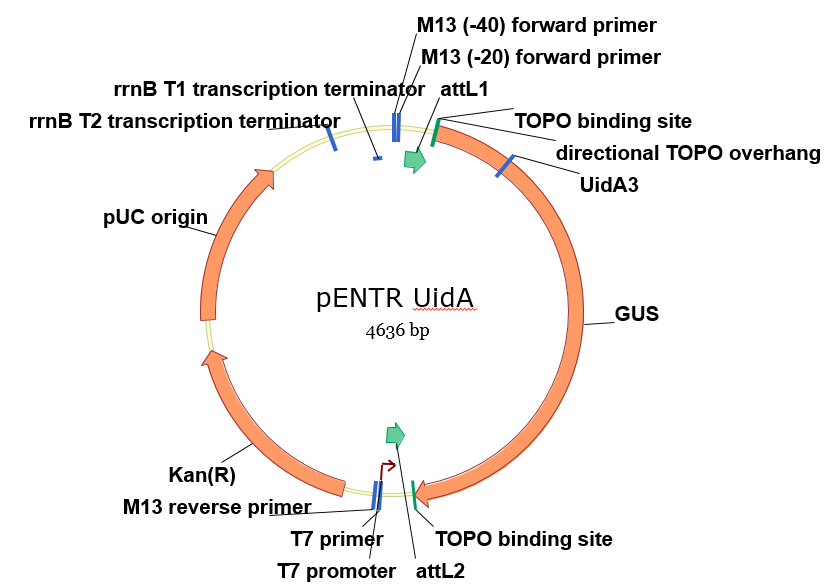 M13 (-40) forward primer
M13 (-20) forward primer
rrnB T1 transcription terminator attL1
rrnB T2 transcription terminator
TOPO binding site
directional TOPO overhang
UidA3
pUC origin
pENTR UidA
4636 bp
GUS
Kan(R)
M13 reverse primer
T7 primer
TOPO binding site
T7 promoter attL2